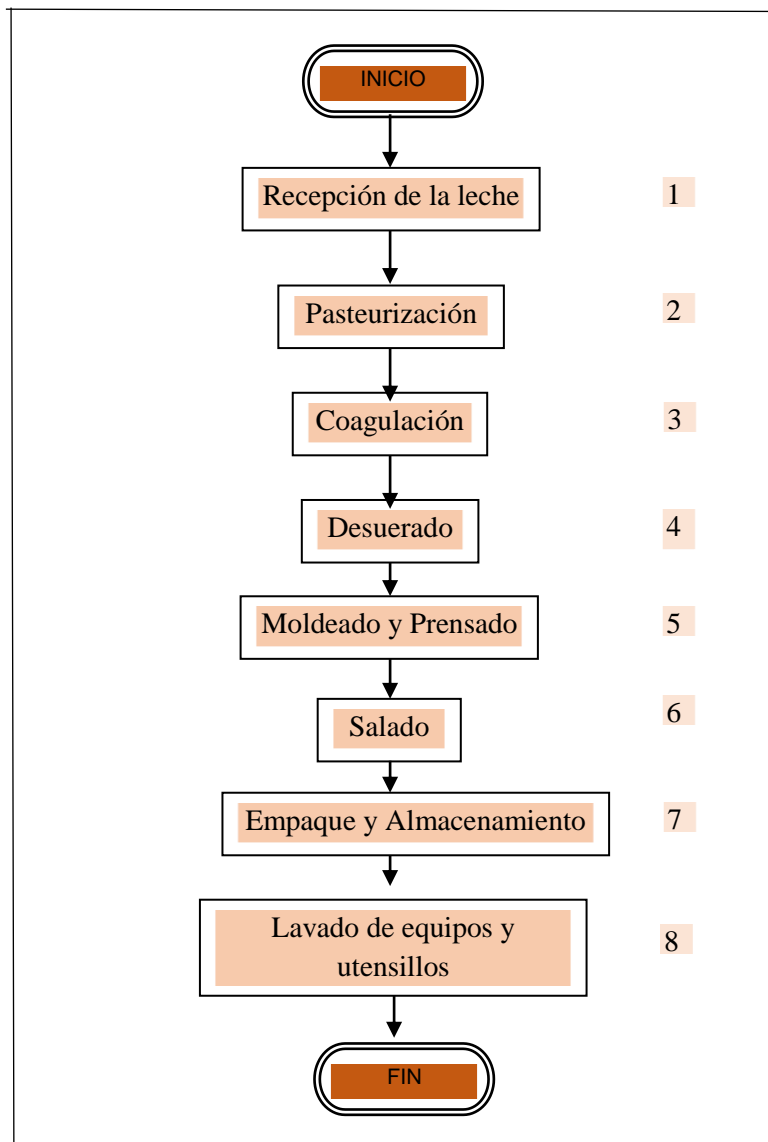 INICIO
Recepción de la leche 1
Pasteurización 2
Coagulación 3
Desuerado 4
Moldeado y Prensado 5
Salado 6
Empaque y Almacenamiento 7
Lavado de equipos y 8
utensillos
FIN